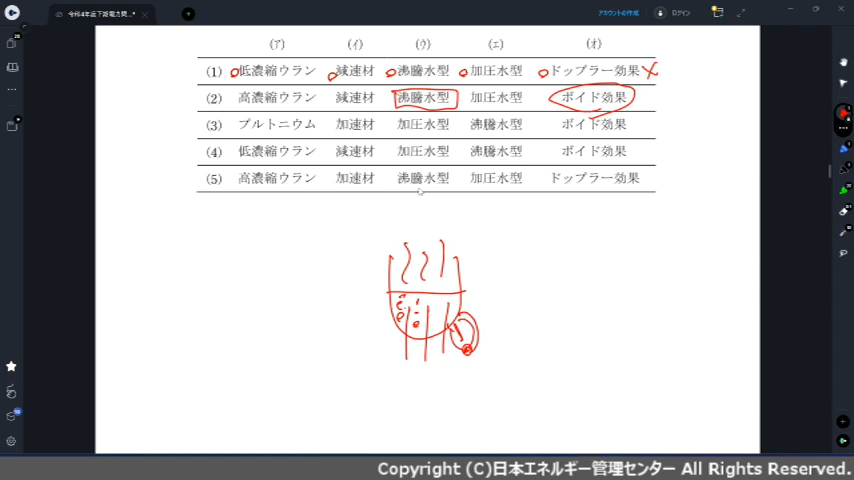 令和4年度下期電力問...
アカウントの作成
ログイン
(ア) (イ) (ウ) (エ) (オ)
(1) 低濃縮ウラン 減速材 沸騰水型 加圧水型 ドップラー効果
(2) 高濃縮ウラン 減速材 沸騰水型 加圧水型 ボイド効果
(3) プルトニウム 加速材 加圧水型 沸騰水型 ボイド効果
(4) 低濃縮ウラン 減速材 加圧水型 沸騰水型 ボイド効果
(5) 高濃縮ウラン 加速材 沸騰水型 加圧水型 ドップラー効果
Copyright (C)日本エネルギー管理センター All Rights Reserved.